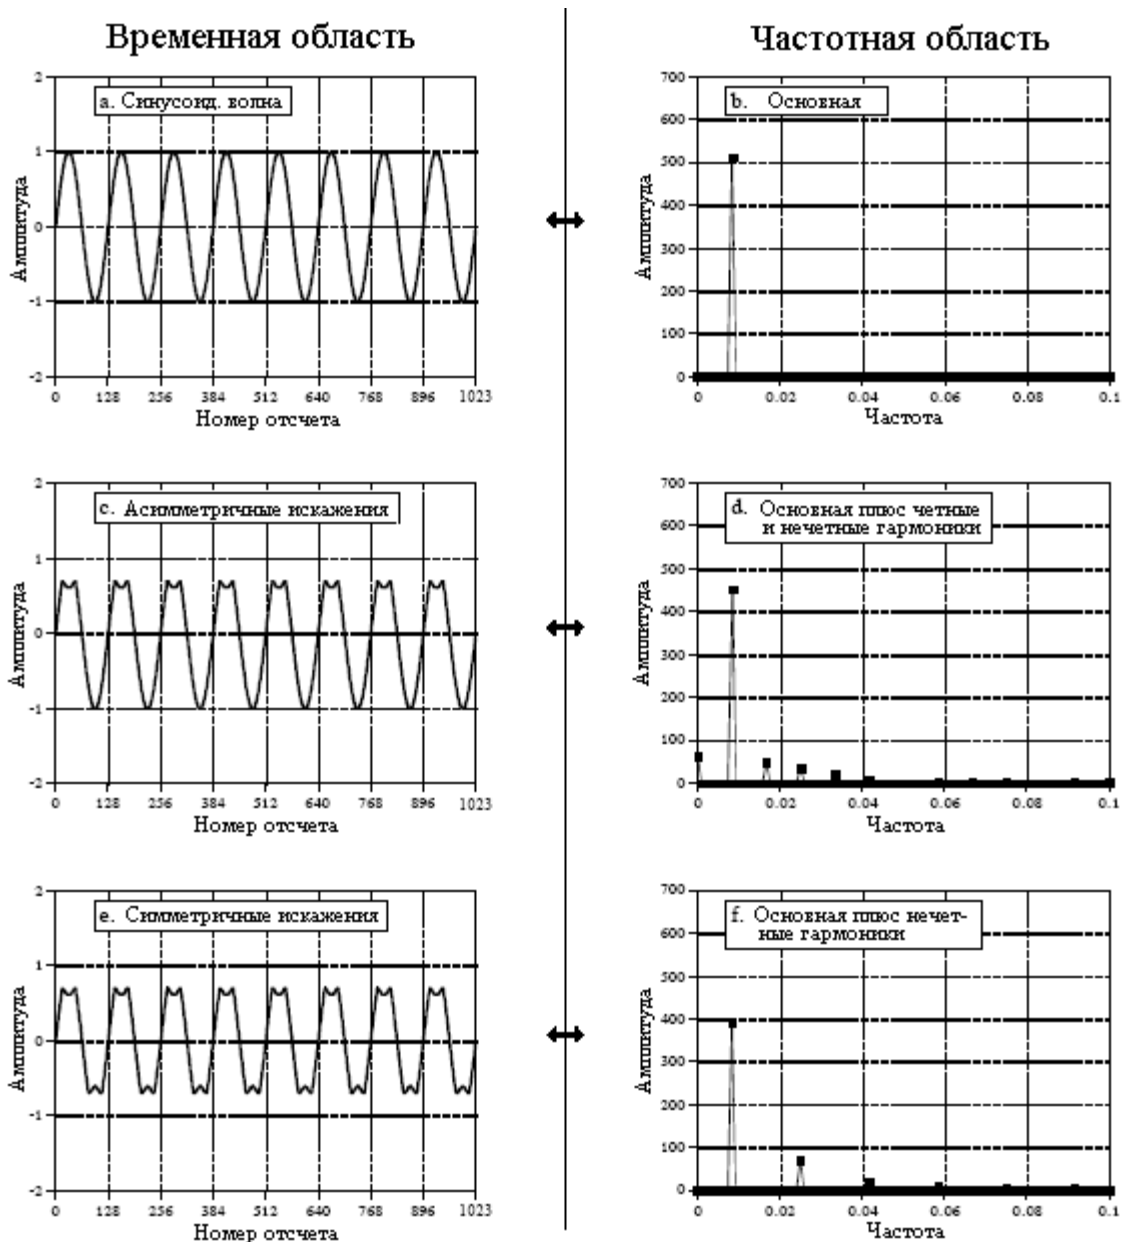 Временная область
Частотная область
a. Синусоид. волна
2
1
0
-1
-2
Амплитуда
0 128 256 384 512 640 768 896 1023
Номер отсчета
b. Основная
700
600
500
400
300
200
100
0
Амплитуда
0 0.02 0.04 0.06 0.08 0.1
Частота
c. Асимметричные искажения
2
1
0
-1
-2
Амплитуда
0 128 256 384 512 640 768 896 1023
Номер отсчета
d. Основная плюс четные
и нечетные гармоники
700
600
500
400
300
200
100
0
Амплитуда
0 0.02 0.04 0.06 0.08 0.1
Частота
e. Симметричные искажения
2
1
0
-1
-2
Амплитуда
0 128 256 384 512 640 768 896 1023
Номер отсчета
f. Основная плюс нечет-
ные гармоники
700
600
500
400
300
200
100
0
Амплитуда
0 0.02 0.04 0.06 0.08 0.1
Частота